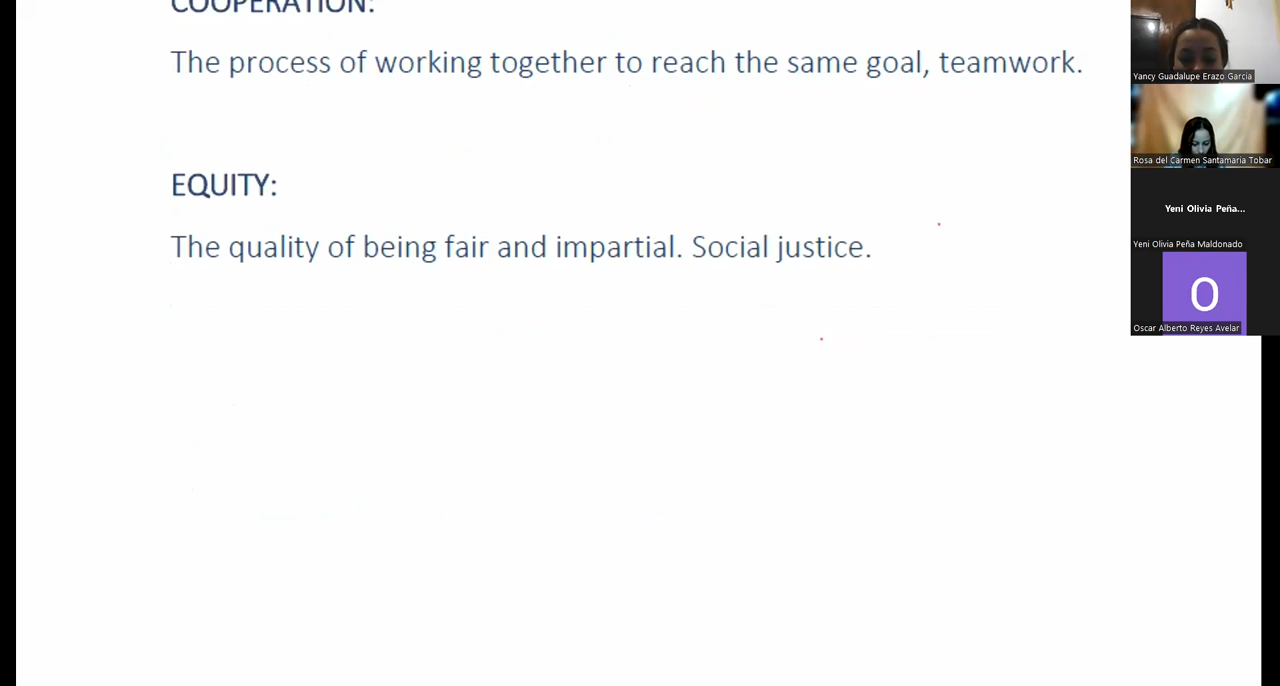 COOPERATION:
The process of working together to reach the same goal, teamwork.
EQUITY:
The quality of being fair and impartial. Social justice.
Yancy Guadalupe Erazo Garcia
Rosa del Carmen Santamaria Tobar
Yeni Olivia Peña...
Yeni Olivia Peña Maldonado
O
Oscar Alberto Reyes Avelar